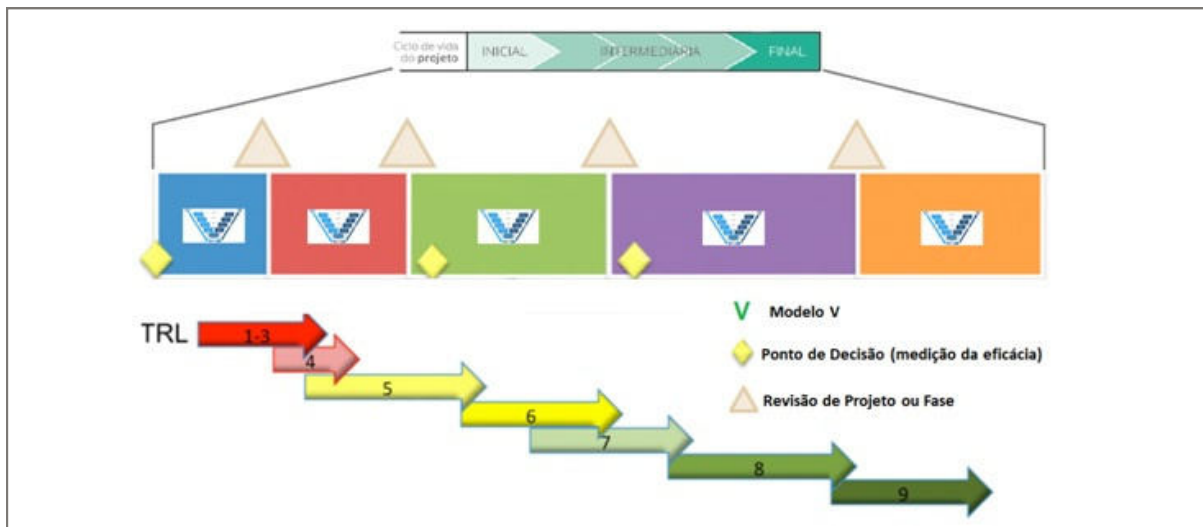 Ciclo de vida
do projeto
INICIAL
INTERMEDIÁRIA
FINAL
V
V
V
V
V
TRL
1-3
4
5
6
7
8
9
V Modelo V
Ponto de Decisão (medição da eficácia)
Revisão de Projeto ou Fase